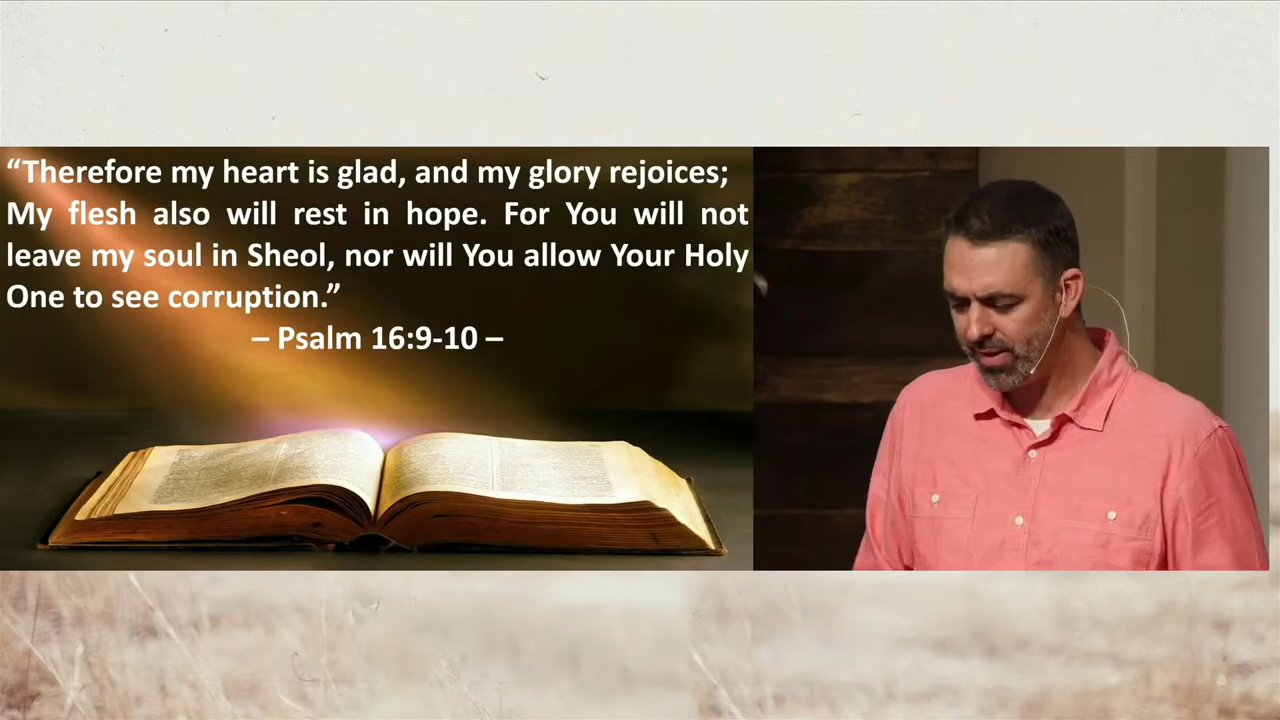 “Therefore my heart is glad, and my glory rejoices;
My flesh also will rest in hope. For You will not
leave my soul in Sheol, nor will You allow Your Holy
One to see corruption.”
– Psalm 16:9-10 –